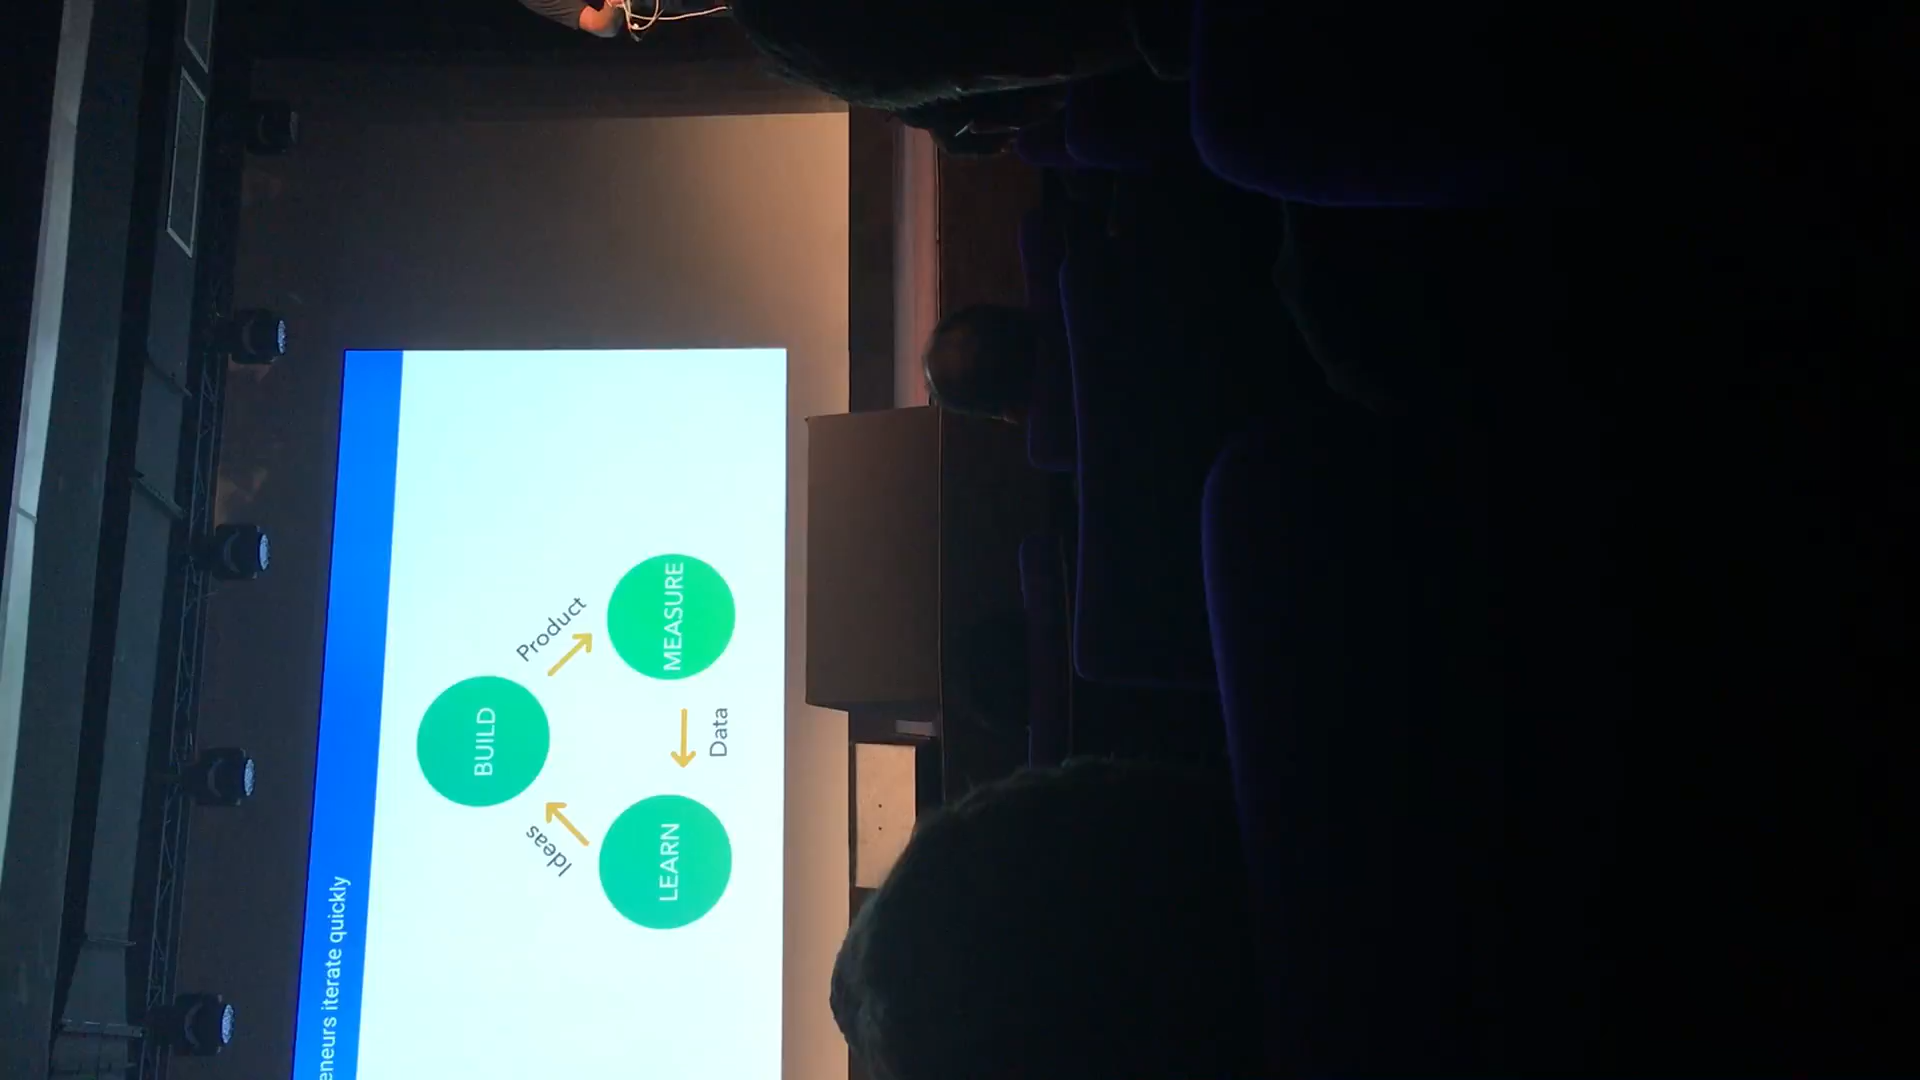 eneurs iterate quickly
BUILD
Ideas
Product
LEARN
MEASURE
Data